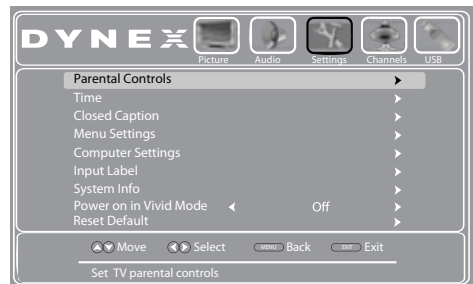 DYNEX
Picture Audio Settings Channels USB
Parental Controls
Time
Closed Caption
Menu Settings
Computer Settings
Input Label
System Info
Power on in Vivid Mode Off
Reset Default
Move Select MENU Back EXIT Exit
Set TV parental controls